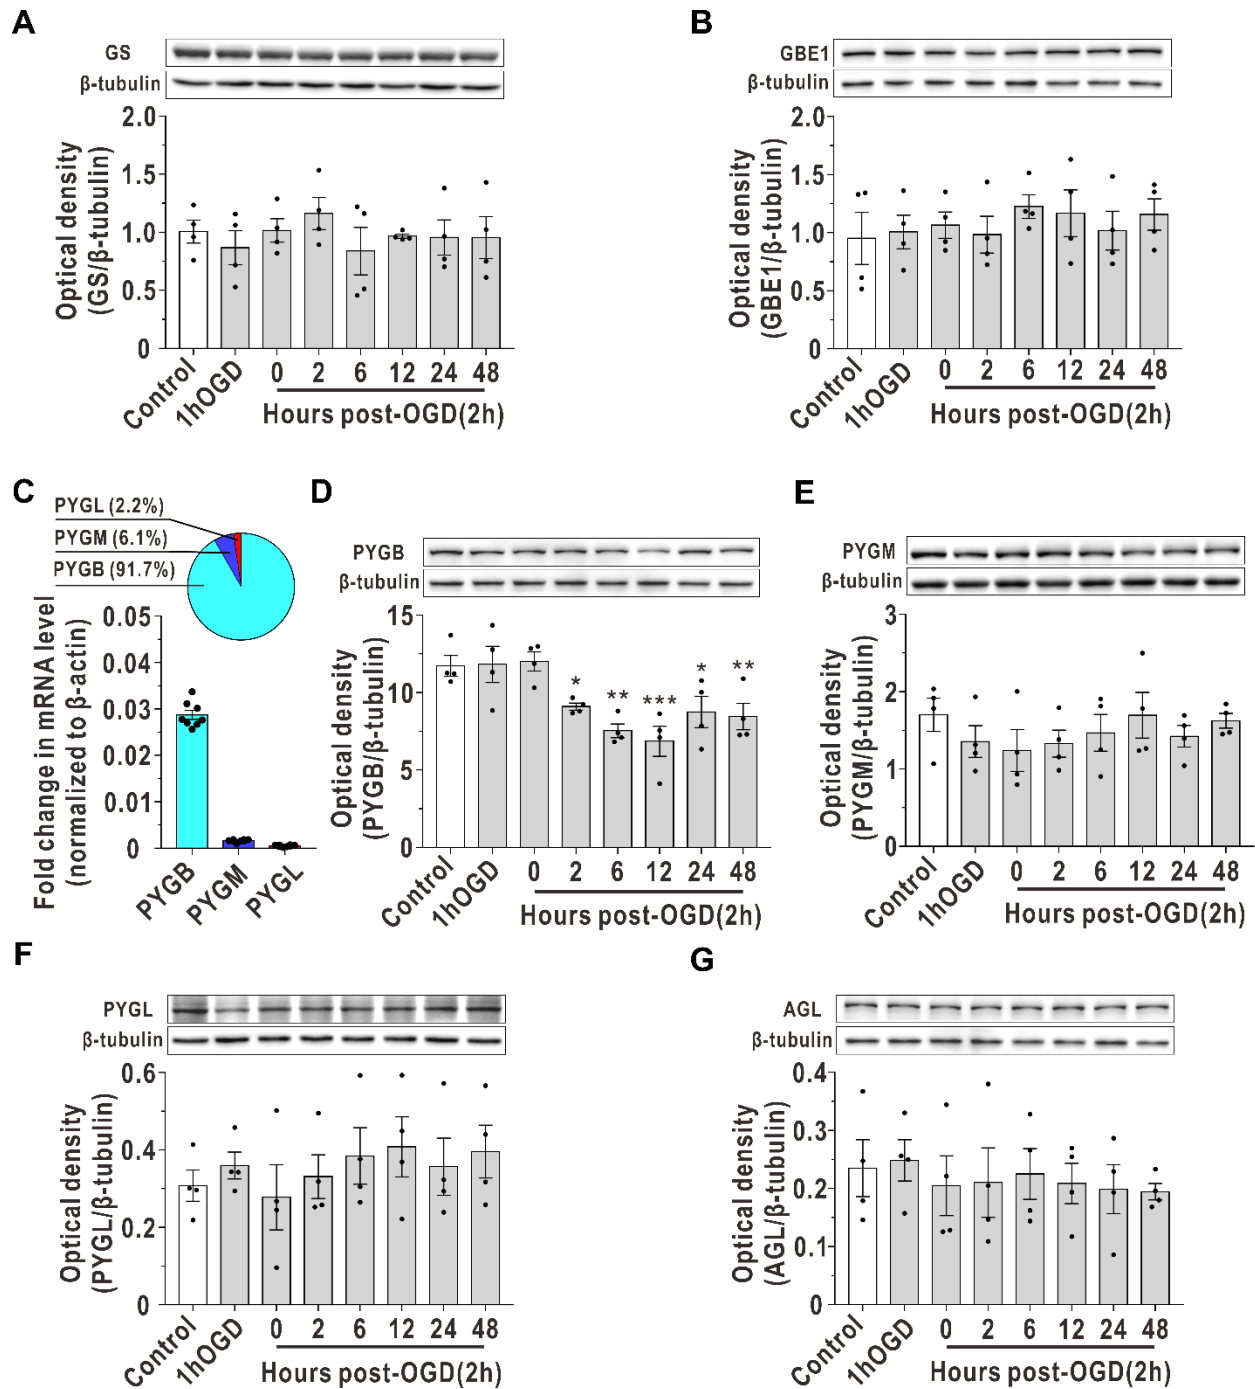 A
GS
β-tubulin
Optical density
(GS/β-tubulin)
2.0
1.5
1.0
0.5
0
Control
1hOGD
0 2 6 12 24 48
Hours post-OGD(2h)
B
GBE1
β-tubulin
Optical density
(GBE1/β-tubulin)
2.0
1.5
1.0
0.5
0
Control
1hOGD
0 2 6 12 24 48
Hours post-OGD(2h)
C
PYGL (2.2%)
PYGM (6.1%)
PYGB (91.7%)
Fold change in mRNA level
(normalized to β-actin)
0.05
0.04
0.03
0.02
0.01
0
PYGB
PYGM
PYGL
D
PYGB
β-tubulin
Optical density
(PYGB/β-tubulin)
15
10
5
0
* ** *** * **
Control
1hOGD
0 2 6 12 24 48
Hours post-OGD(2h)
E
PYGM
β-tubulin
Optical density
(PYGM/β-tubulin)
3
2
1
0
Control
1hOGD
0 2 6 12 24 48
Hours post-OGD(2h)
F
PYGL
β-tubulin
Optical density
(PYGL/β-tubulin)
0.6
0.4
0.2
0
Control
1hOGD
0 2 6 12 24 48
Hours post-OGD(2h)
G
AGL
β-tubulin
Optical density
(AGL/β-tubulin)
0.4
0.3
0.2
0.1
0
Control
1hOGD
0 2 6 12 24 48
Hours post-OGD(2h)